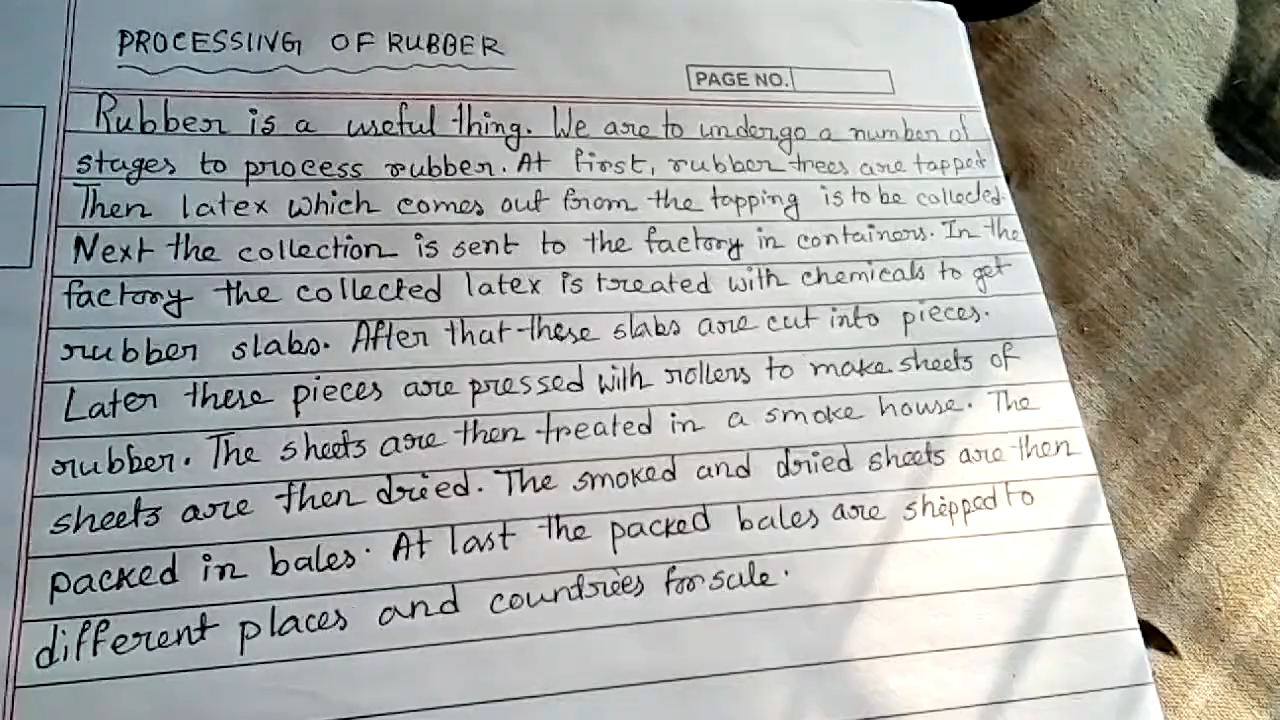 PROCESSING OF RUBBER
PAGE NO.
Rubber is a useful thing. We are to undergo a number of
stages to process rubber. At first, rubber trees are tapped
Then latex which comes out from the tapping is to be collected.
Next the collection is sent to the factory in containers. In the
factory the collected latex is treated with chemicals to get
rubber slabs. After that these slabs are cut into pieces.
Later these pieces are pressed with rollers to make sheets of
rubber. The sheets are then treated in a smoke house. The
sheets are then dried. The smoked and dried sheets are then
packed in bales. At last the packed bales are shipped to
different places and countries for sale.